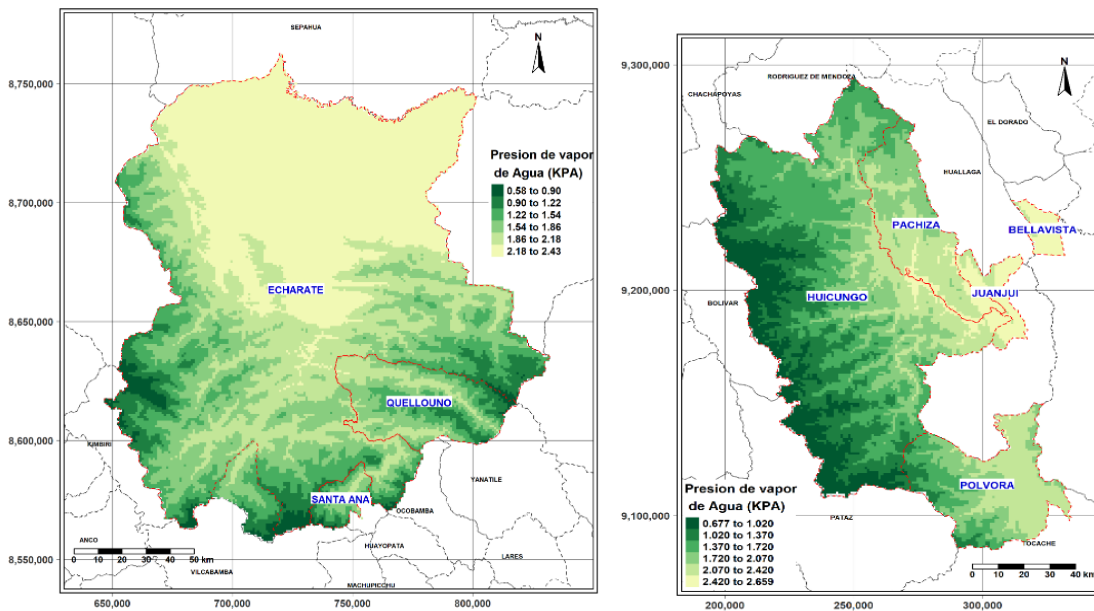 SEPAHUA
N
8,750,000
Presion de vapor
de Agua (KPA)
0.58 to 0.90
0.90 to 1.22
1.22 to 1.54
1.54 to 1.86
1.86 to 2.18
2.18 to 2.43
8,700,000
ECHARATE
8,650,000
QUELLOUNO
8,600,000
KIMBIRI
YANATILE
SANTA ANA
OCOBAMBA
ANCO
HUAYOPATA
LARES
0 10 20 30 40 50 km
8,550,000
VILCABAMBA
MACHUPICCHU
650,000 700,000 750,000 800,000
9,300,000
RODRIGUEZ DE MENDOZA
N
CHACHAPOYAS
EL DORADO
HUALLAGA
PACHIZA
BELLAVISTA
HUICUNGO
JUANJUI
9,200,000
BOLIVAR
POLVORA
Presion de vapor
de Agua (KPA)
0.677 to 1.020
1.020 to 1.370
1.370 to 1.720
1.720 to 2.070
2.070 to 2.420
2.420 to 2.659
9,100,000
PATAZ
TOCACHE
0 10 20 30 40 km
200,000 250,000 300,000